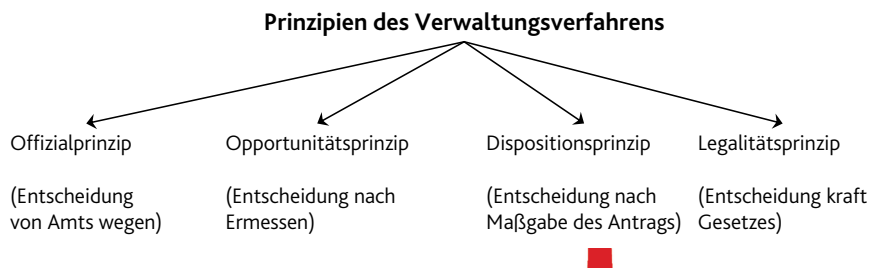 Prinzipien des Verwaltungsverfahrens
Offizialprinzip
(Entscheidung
von Amts wegen)
Opportunitätsprinzip
(Entscheidung nach
Ermessen)
Dispositionsprinzip
(Entscheidung nach
Maßgabe des Antrags)
Legalitätsprinzip
(Entscheidung kraft
Gesetzes)